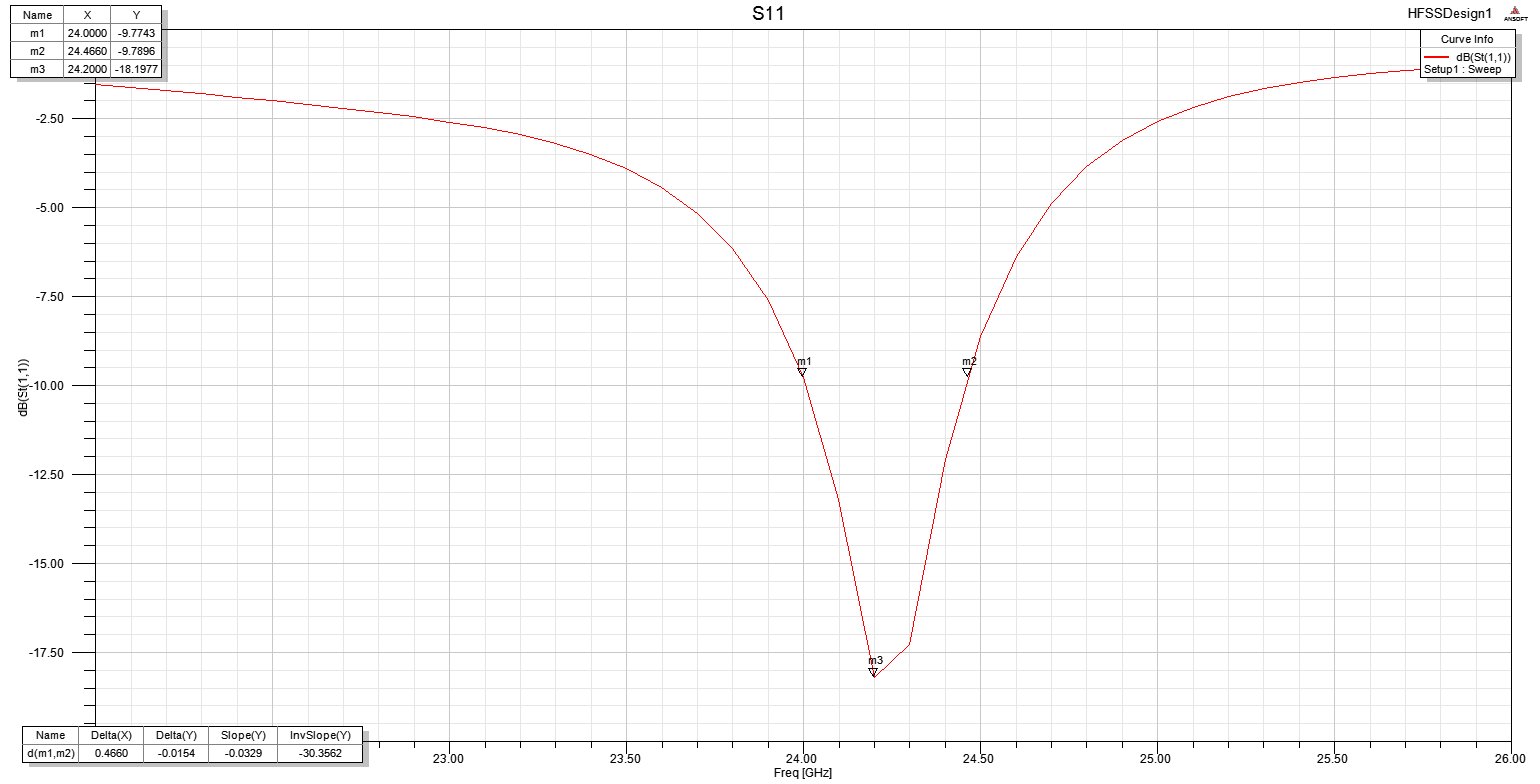 S11
HFSSDesign1
ANSOFT
Name X Y
m1 24.0000 -9.7743
m2 24.4660 -9.7896
m3 24.2000 -18.1977
Curve Info
dB(St(1,1))
Setup1 : Sweep
-2.50
-5.00
-7.50
-10.00
-12.50
-15.00
-17.50
dB(St(1,1))
m1
m2
m3
Name Delta(X) Delta(Y) Slope(Y) InvSlope(Y)
d(m1,m2) 0.4660 -0.0154 -0.0329 -30.3562
23.00 23.50 24.00 24.50 25.00 25.50 26.00
Freq [GHz]